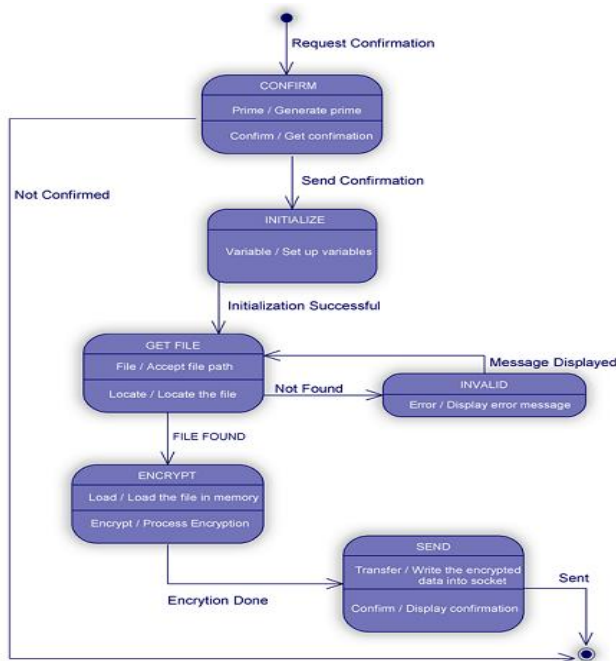 Request Confirmation
CONFIRM
Prime / Generate prime
Confirm / Get confimation
Not Confirmed
Send Confirmation
INITIALIZE
Variable / Set up variables
Initialization Successful
GET FILE
File / Accept file path
Locate / Locate the file
Message Displayed
Not Found
INVALID
Error / Display error message
FILE FOUND
ENCRYPT
Load / Load the file in memory
Encrypt / Process Encryption
Encrytion Done
SEND
Transfer / Write the encrypted
data into socket
Confirm / Display confirmation
Sent